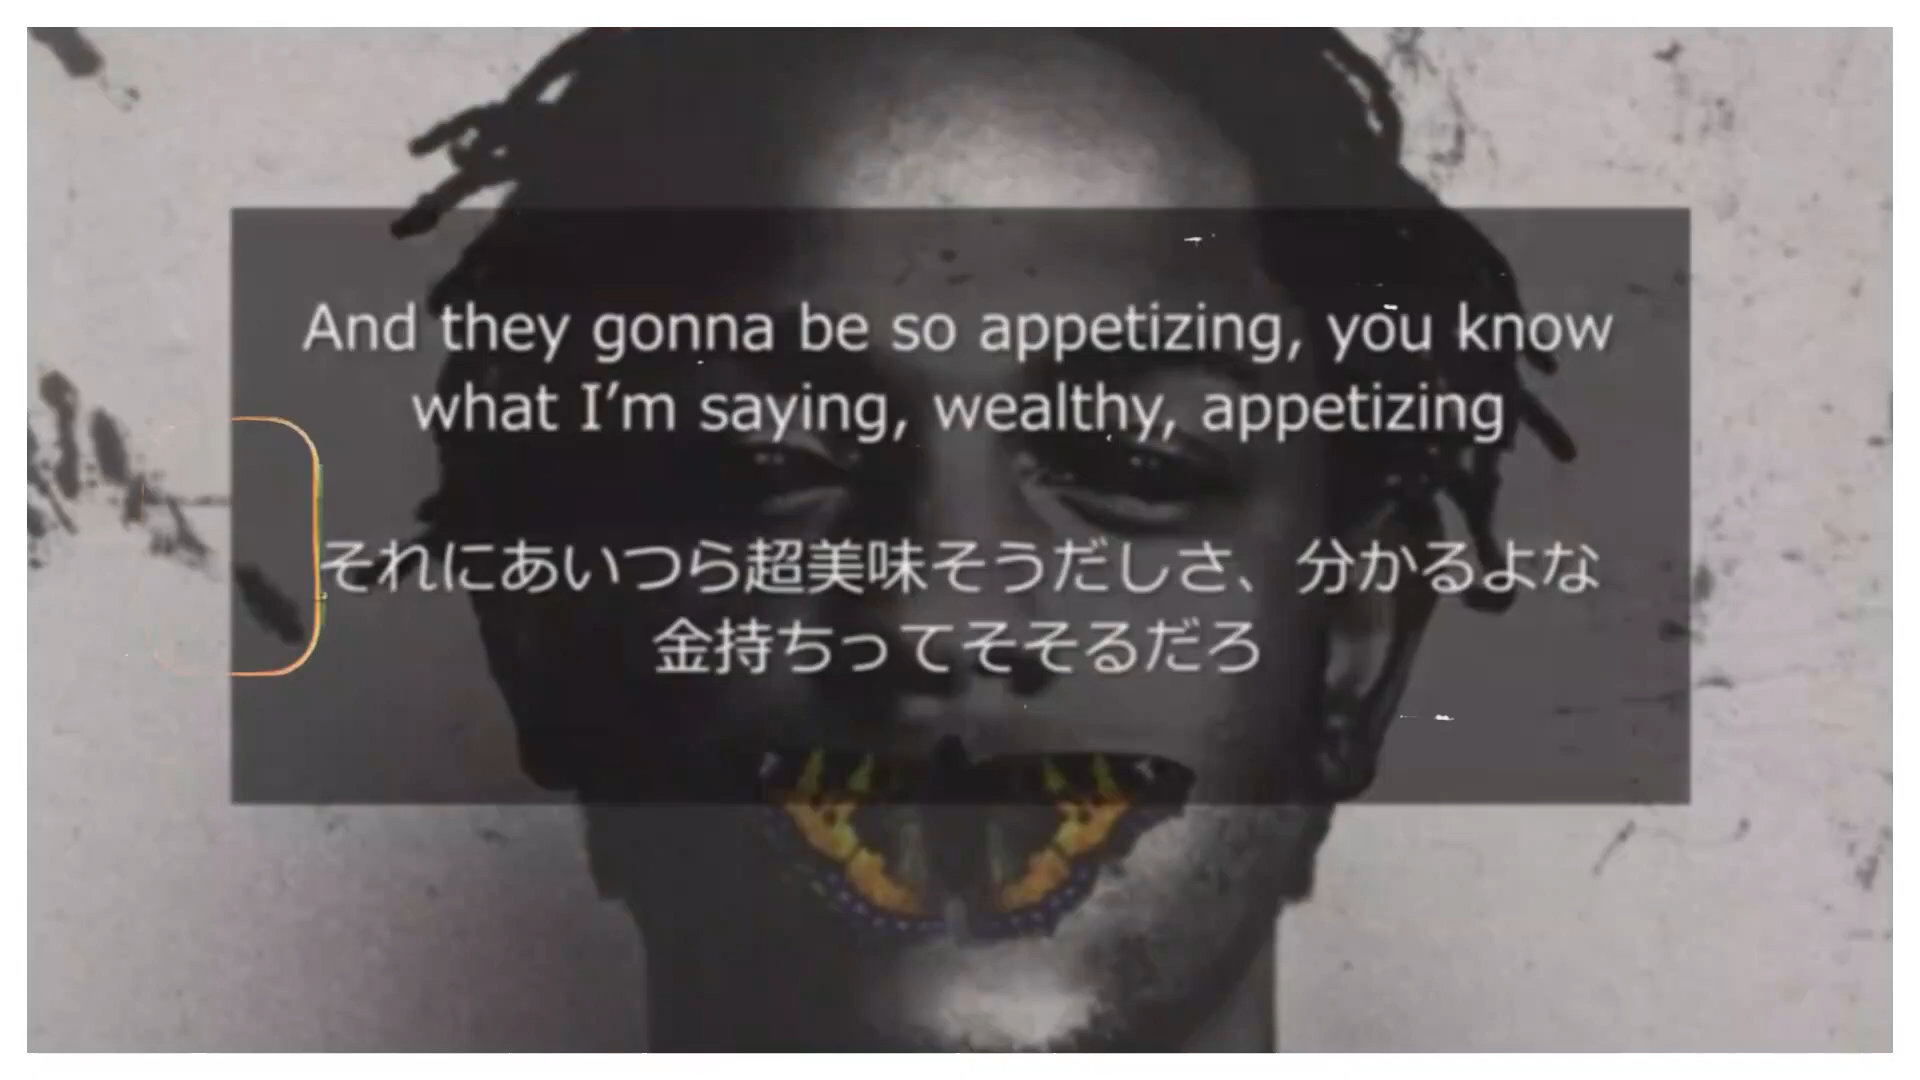 And they gonna be so appetizing, you know
what I’m saying, wealthy, appetizing
それにあいつら超美味そうだしさ、分かるよな
金持ちってそそるだろ